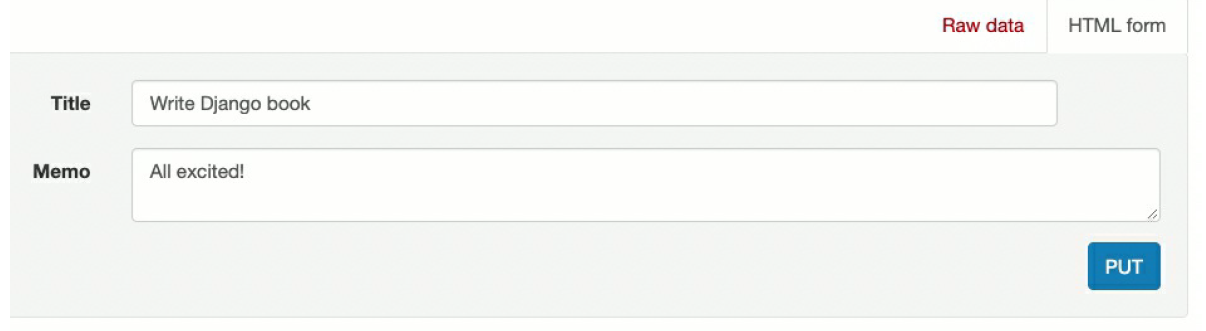 Raw data HTML form
Title Write Django book
Memo All excited!
PUT